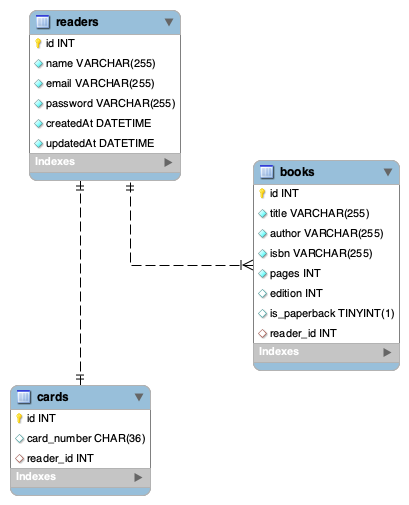 readers
id INT
name VARCHAR(255)
email VARCHAR(255)
password VARCHAR(255)
createdAt DATETIME
updatedAt DATETIME
Indexes
books
id INT
title VARCHAR(255)
author VARCHAR(255)
isbn VARCHAR(255)
pages INT
edition INT
is_paperback TINYINT(1)
reader_id INT
Indexes
cards
id INT
card_number CHAR(36)
reader_id INT
Indexes